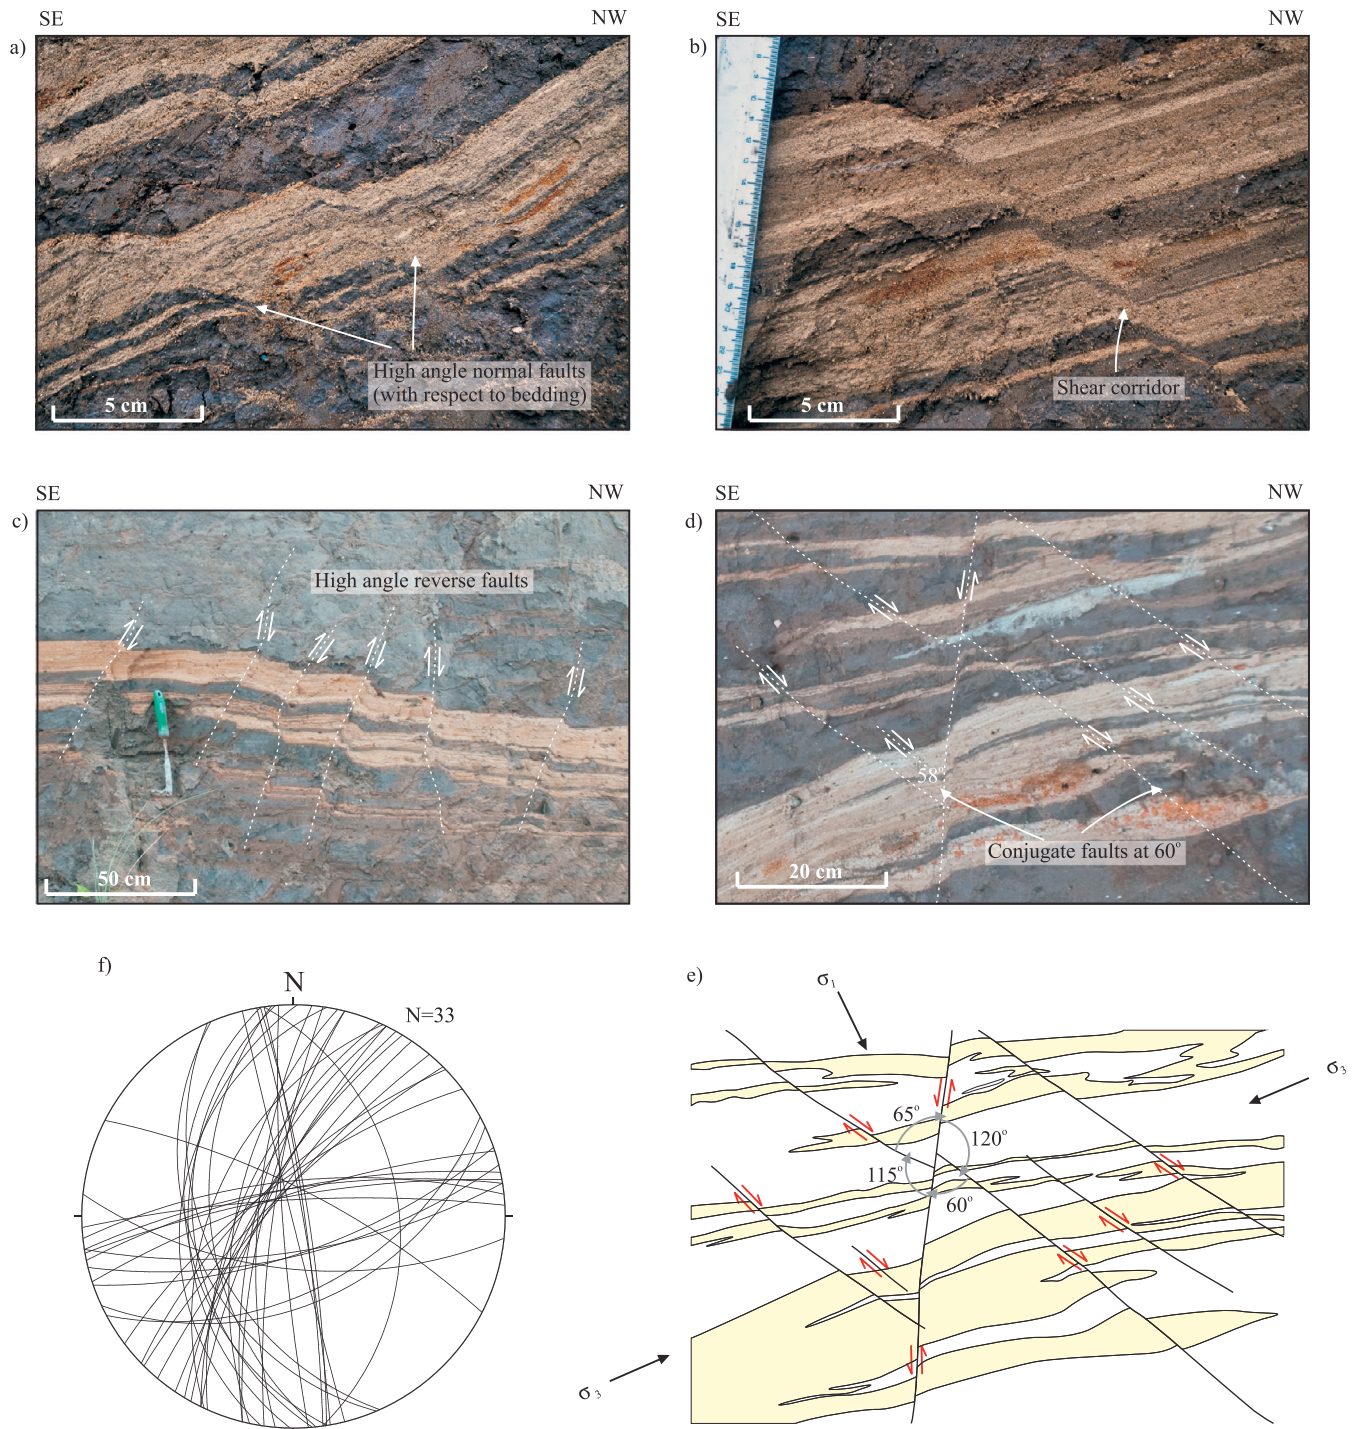 SE NW
a)
High angle normal faults
(with respect to bedding)
5 cm
SE NW
b)
Shear corridor
5 cm
SE NW
c)
High angle reverse faults
50 cm
SE NW
d)
58°
Conjugate faults at 60°
20 cm
f)
N
N=33
e)
σ1
σ3
65°
120°
115°
60°
σ3